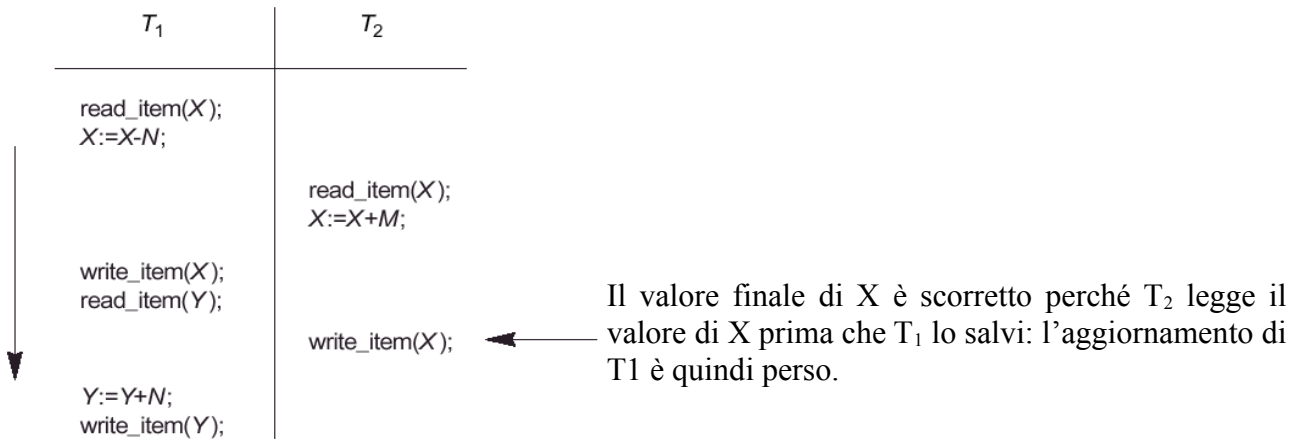 T₁ T₂
read_item(X);
X:=X-N;
read_item(X);
X:=X+M;
write_item(X);
read_item(Y);
write_item(X);
Il valore finale di X è scorretto perché T₂ legge il
valore di X prima che T₁ lo salvi: l’aggiornamento di
T1 è quindi perso.
Y:=Y+N;
write_item(Y);